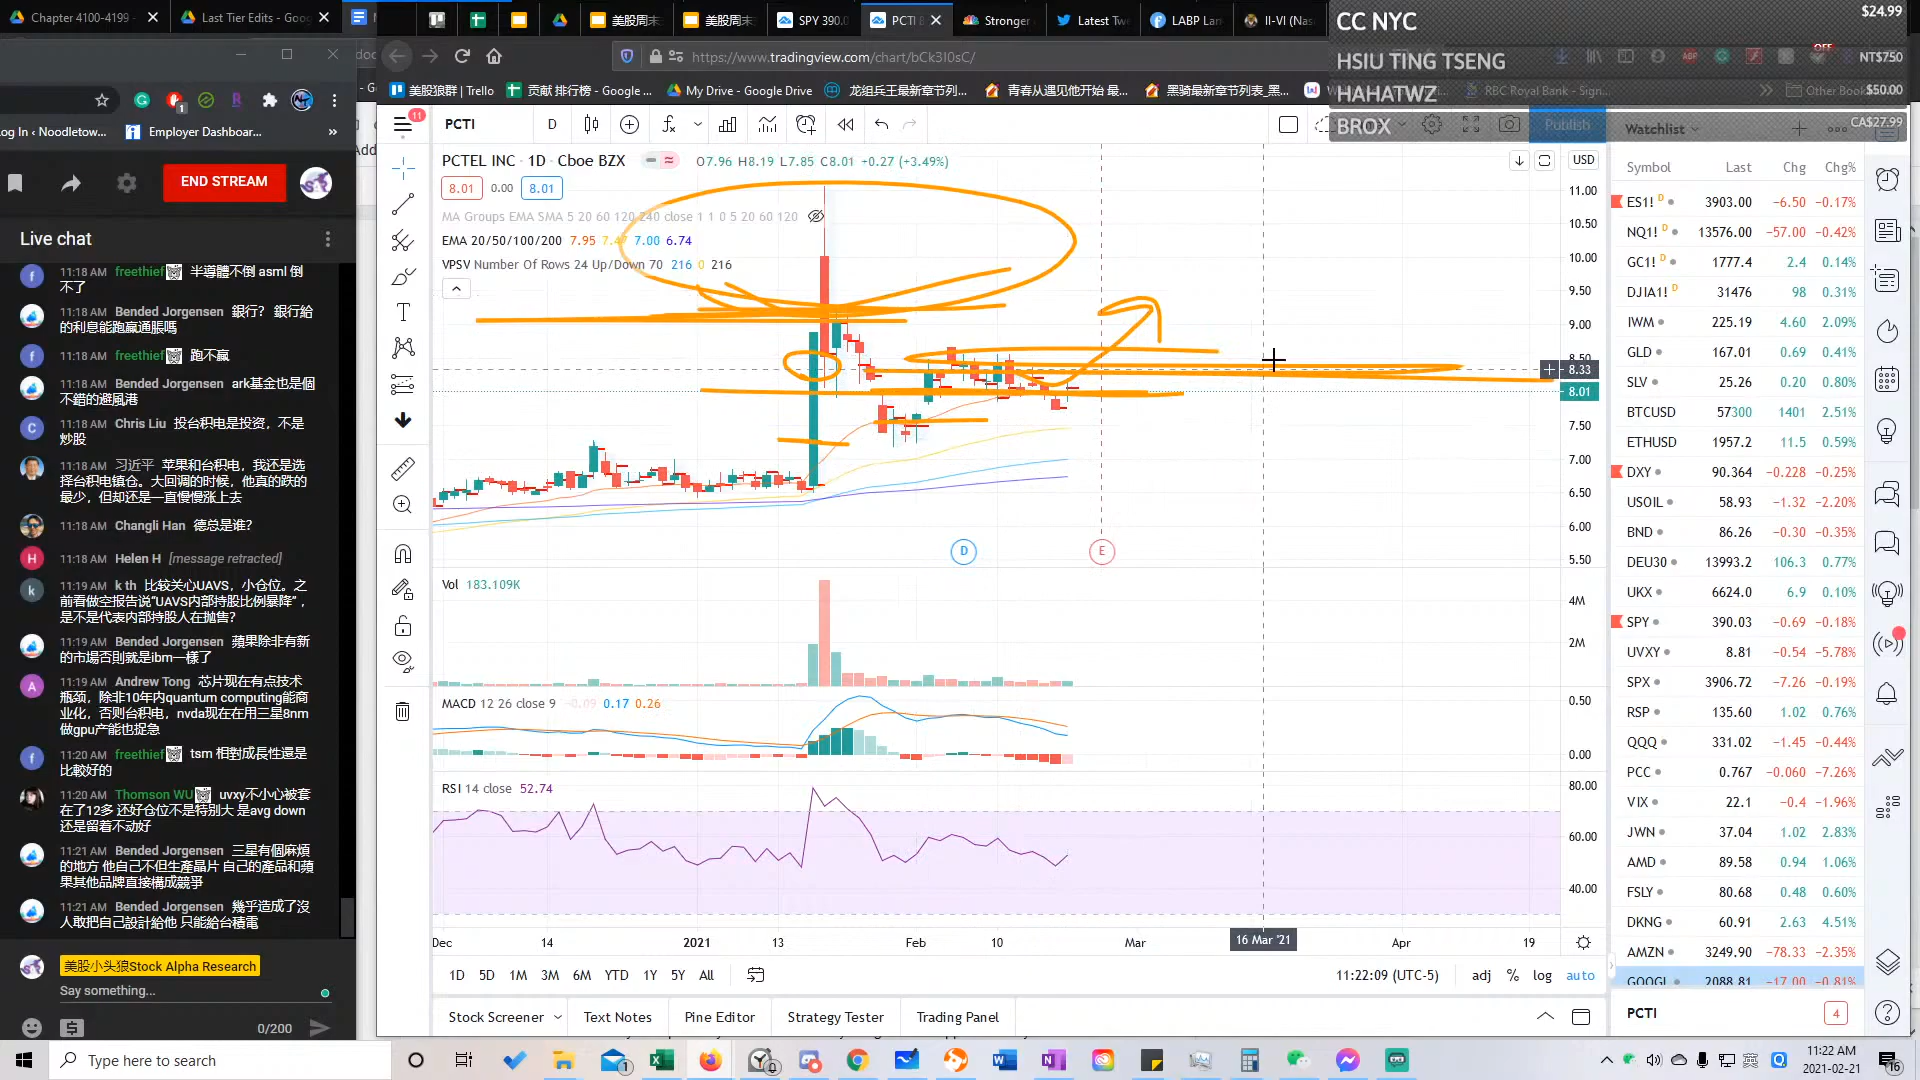 Chapter 4100-4199
Last Tier Edits - Goo
美股周末
美股周末
SPY 390.0
PCTI 8
Stronger
Latest Twe
LABP Lan
II-VI (Nas
CC NYC
$24.99
HSIU TING TSENG
NT$750
HAHATWZ
$50.00
BROX
CA$27.99
https://www.tradingview.com/chart/bCk3I0sC/
Log In ‹ Noodletow...
Employer Dashboar...
美股狼群 | Trello
贡献 排行榜 - Google ...
My Drive - Google Drive
龙组兵王最新章节列...
青春从遇见他开始 最...
黑骑最新章节列表_黑...
RBC Royal Bank - Sign...
Other Book
END STREAM
Live chat
11:18 AM freethief 半導體不倒 asml 倒
不了
11:18 AM Bended Jorgensen 銀行？ 銀行給
的利息能跑贏通脹嗎
11:18 AM freethief 跑不赢
11:18 AM Bended Jorgensen ark基金也是個
不錯的避風港
11:18 AM Chris Liu 投台积电是投资，不是
炒股
11:18 AM 习近平 苹果和台积电，我还是选
择台积电镇仓。大回调的时候，他真的跌的
最少，但却还是一直慢慢涨上去
11:18 AM Changli Han 德总是谁？
11:18 AM Helen H [message retracted]
11:19 AM k th 比较关心UAVS，小仓位。之
前看做空报告说“UAVS内部持股比例暴降”，
是不是代表内部持股人在抛售？
11:19 AM Bended Jorgensen 蘋果除非有新
的市場否則就是ibm一樣了
11:19 AM Andrew Tong 芯片现在有点技术
瓶颈，除非10年内quantum computing能商
业化，否则台积电，nvda现在在用三星8nm
做gpu产能也捉急
11:20 AM freethief tsm 相對成長性還是
比較好的
11:20 AM Thomson WU uvxy不小心被套
在了12多 还好仓位不是特别大 是avg down
还是留着不动好
11:21 AM Bended Jorgensen 三星有個麻煩
的地方 他自己不但生產晶片 自己的產品和蘋
果其他品牌直接構成競爭
11:21 AM Bended Jorgensen 幾乎造成了沒
人敢把自己設計給他 只能給台積電
美股小头狼Stock Alpha Research
Say something...
0/200
11
PCTI
D
Publish
PCTEL INC · 1D · Cboe BZX
O7.96 H8.19 L7.85 C8.01 +0.27 (+3.49%)
8.01 0.00 8.01
MA Groups EMA SMA 5 20 60 120 240 close 1 1 0 5 20 60 120
EMA 20/50/100/200 7.95 7.00 6.74
VPSV Number Of Rows 24 Up/Down 70 216 0 216
USD
11.00
10.50
10.00
9.50
9.00
8.50
8.33
8.01
7.50
7.00
6.50
6.00
5.50
D
E
Vol 183.109K
4M
2M
MACD 12 26 close 9 -0.09 0.17 0.26
0.50
0.00
RSI 14 close 52.74
80.00
60.00
40.00
Dec 14 2021 13 Feb 10 Mar 16 Mar '21 Apr 19
1D 5D 1M 3M 6M YTD 1Y 5Y All
11:22:09 (UTC-5) adj % log auto
Stock Screener Text Notes Pine Editor Strategy Tester Trading Panel
Watchlist
Symbol Last Chg Chg%
ES1! D 3903.00 −6.50 −0.17%
NQ1! D 13576.00 −57.00 −0.42%
GC1! D 1777.4 2.4 0.14%
DJIA1! D 31476 98 0.31%
IWM 225.19 4.60 2.09%
GLD 167.01 0.69 0.41%
SLV 25.26 0.20 0.80%
BTCUSD 57300 1401 2.51%
ETHUSD 1957.2 11.5 0.59%
DXY 90.364 −0.228 −0.25%
USOIL 58.93 −1.32 −2.20%
BND 86.26 −0.30 −0.35%
DEU30 13993.2 106.3 0.77%
UKX 6624.0 6.9 0.10%
SPY 390.03 −0.69 −0.18%
UVXY 8.81 −0.54 −5.78%
SPX 3906.72 −7.26 −0.19%
RSP 135.60 1.02 0.76%
QQQ 331.02 −1.45 −0.44%
PCC 0.767 −0.060 −7.26%
VIX 22.1 −0.4 −1.96%
JWN 37.04 1.02 2.83%
AMD 89.58 0.94 1.06%
FSLY 80.68 0.48 0.60%
DKNG 60.91 2.63 4.51%
AMZN 3249.90 −78.33 −2.35%
GOOGL 2088.81 −17.00 −0.81%
PCTI 4
Type here to search
11:22 AM
2021-02-21
16